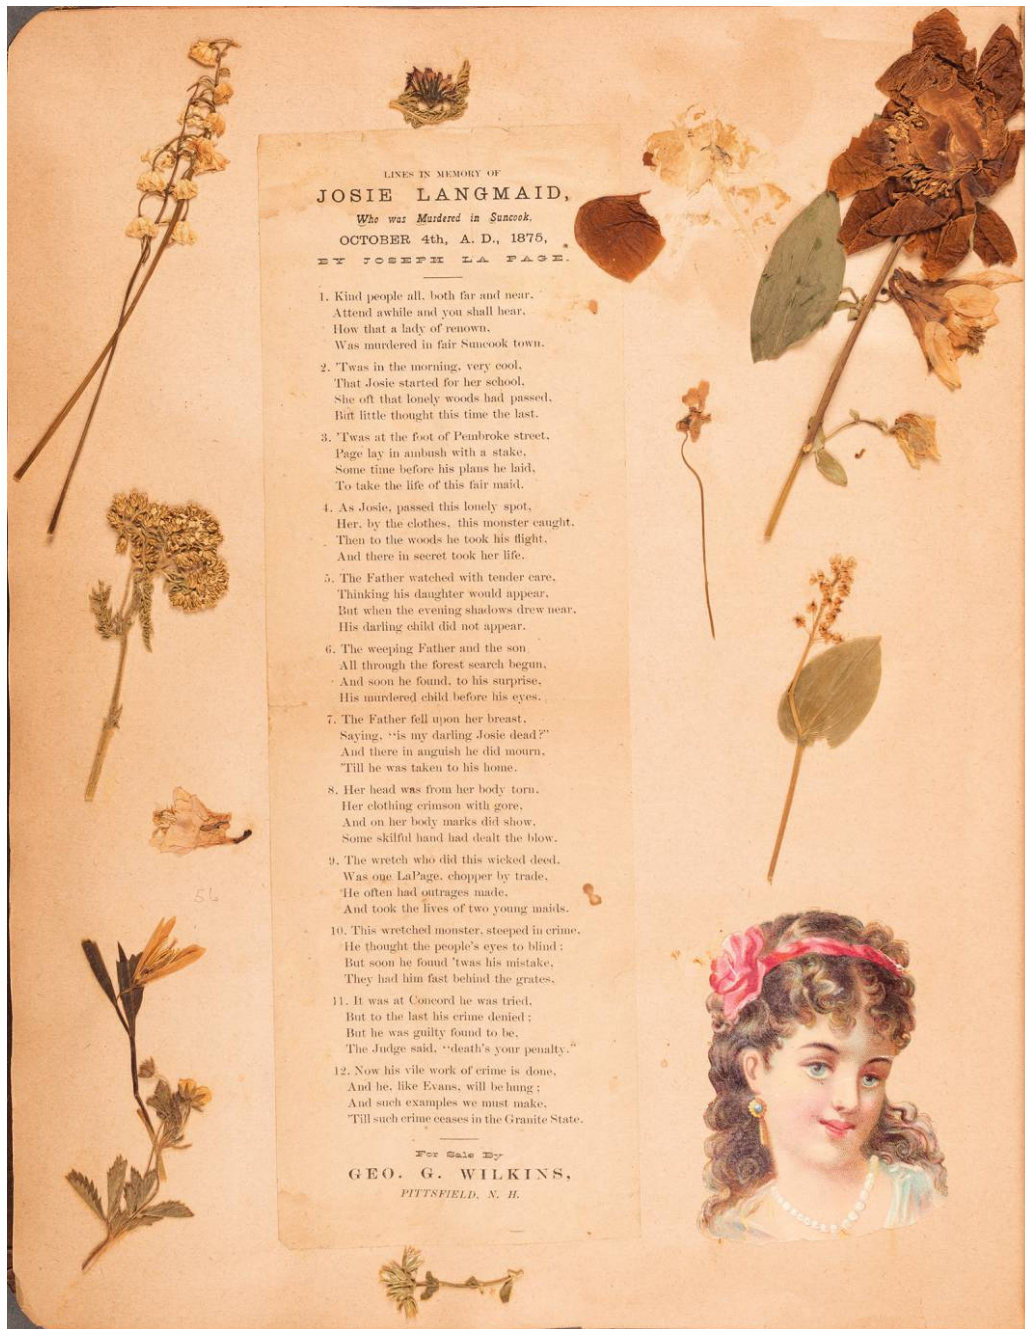 LINES IN MEMORY OF
JOSIE LANGMAID,
Who was Murdered in Suncook,
OCTOBER 4th, A. D., 1875,
BY JOSEPH LA PAGE.
1. Kind people all, both far and near,
Attend awhile and you shall hear,
How that a lady of renown,
Was murdered in fair Suncook town.
2. 'Twas in the morning, very cool,
That Josie started for her school,
She oft that lonely woods had passed,
But little thought this time the last.
3. 'Twas at the foot of Pembroke street,
Page lay in ambush with a stake,
Some time before his plans he laid,
To take the life of this fair maid.
4. As Josie, passed this lonely spot,
Her, by the clothes, this monster caught,
Then to the woods he took his flight,
And there in secret took her life.
5. The Father watched with tender care,
Thinking his daughter would appear,
But when the evening shadows drew near,
His darling child did not appear.
6. The weeping Father and the son
All through the forest search begun,
And soon he found, to his surprise,
His murdered child before his eyes.
7. The Father fell upon her breast,
Saying, "is my darling Josie dead?"
And there in anguish he did mourn,
'Till he was taken to his home.
8. Her head was from her body torn,
Her clothing crimson with gore,
And on her body marks did show,
Some skilful hand had dealt the blow.
9. The wretch who did this wicked deed,
Was one LaPage, chopper by trade,
He often had outrages made,
And took the lives of two young maids.
10. This wretched monster, steeped in crime,
He thought the people's eyes to blind;
But soon he found 'twas his mistake,
They had him fast behind the grates.
11. It was at Concord he was tried,
But to the last his crime denied;
But he was guilty found to be,
The Judge said, "death's your penalty."
12. Now his vile work of crime is done,
And he, like Evans, will be hung;
And such examples we must make,
'Till such crime ceases in the Granite State.
For Sale By
GEO. G. WILKINS,
PITTSFIELD, N. H.
56